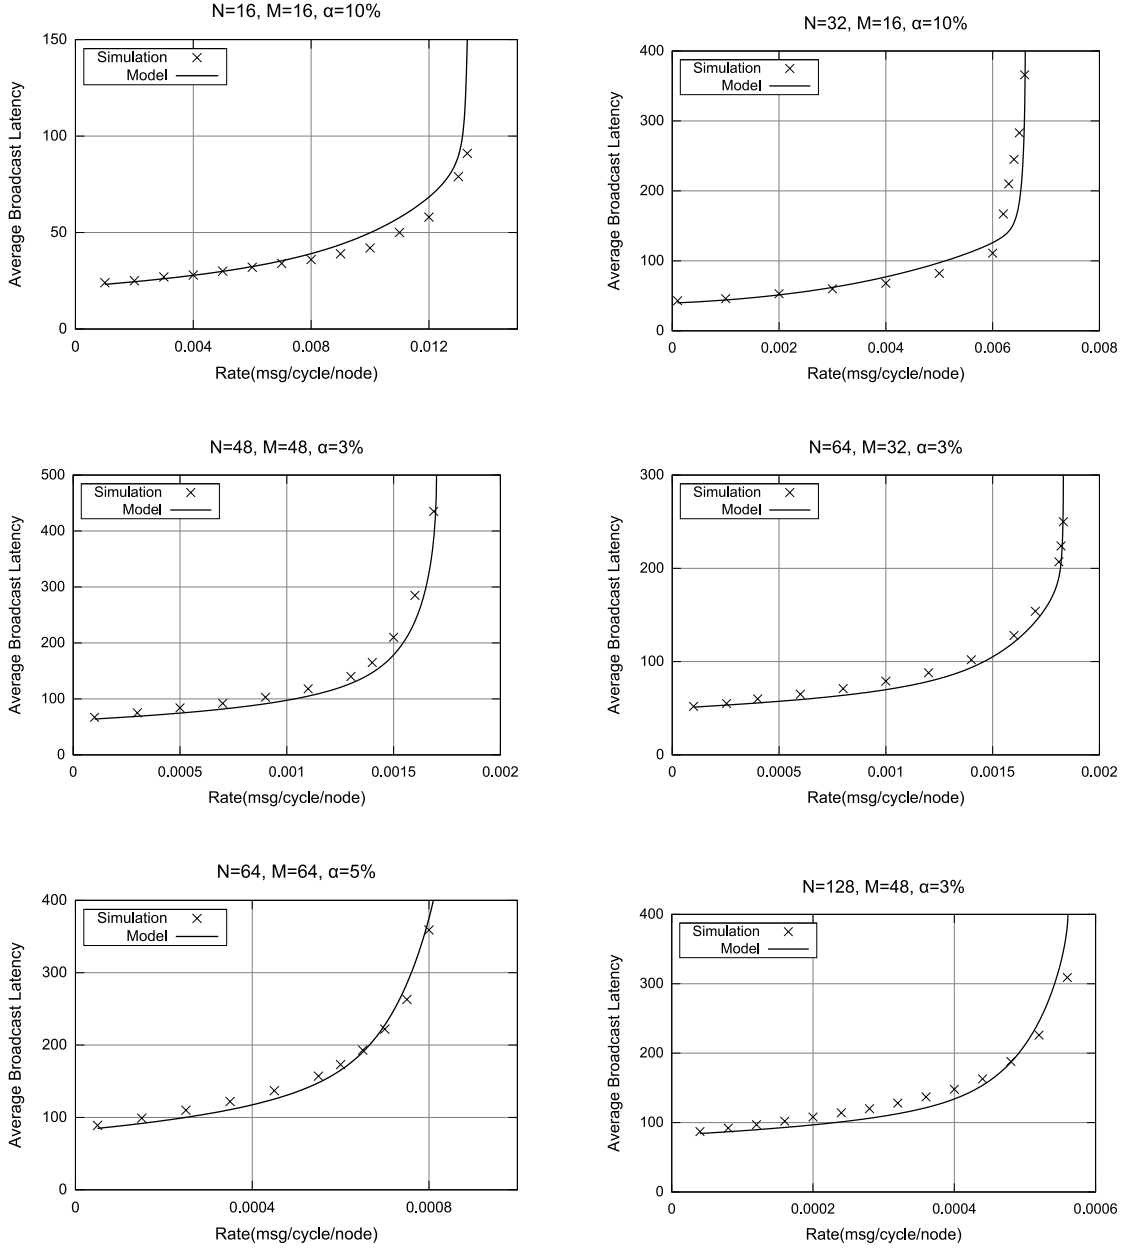 N=16, M=16, α=10%
150
100
50
0
Simulation
Model
Average Broadcast Latency
0 0.004 0.008 0.012
Rate(msg/cycle/node)
N=32, M=16, α=10%
400
300
200
100
0
Simulation
Model
Average Broadcast Latency
0 0.002 0.004 0.006 0.008
Rate(msg/cycle/node)
N=48, M=48, α=3%
500
400
300
200
100
0
Simulation
Model
Average Broadcast Latency
0 0.0005 0.001 0.0015 0.002
Rate(msg/cycle/node)
N=64, M=32, α=3%
300
200
100
0
Simulation
Model
Average Broadcast Latency
0 0.0005 0.001 0.0015 0.002
Rate(msg/cycle/node)
N=64, M=64, α=5%
400
300
200
100
0
Simulation
Model
Average Broadcast Latency
0 0.0004 0.0008
Rate(msg/cycle/node)
N=128, M=48, α=3%
400
300
200
100
0
Simulation
Model
Average Broadcast Latency
0 0.0002 0.0004 0.0006
Rate(msg/cycle/node)